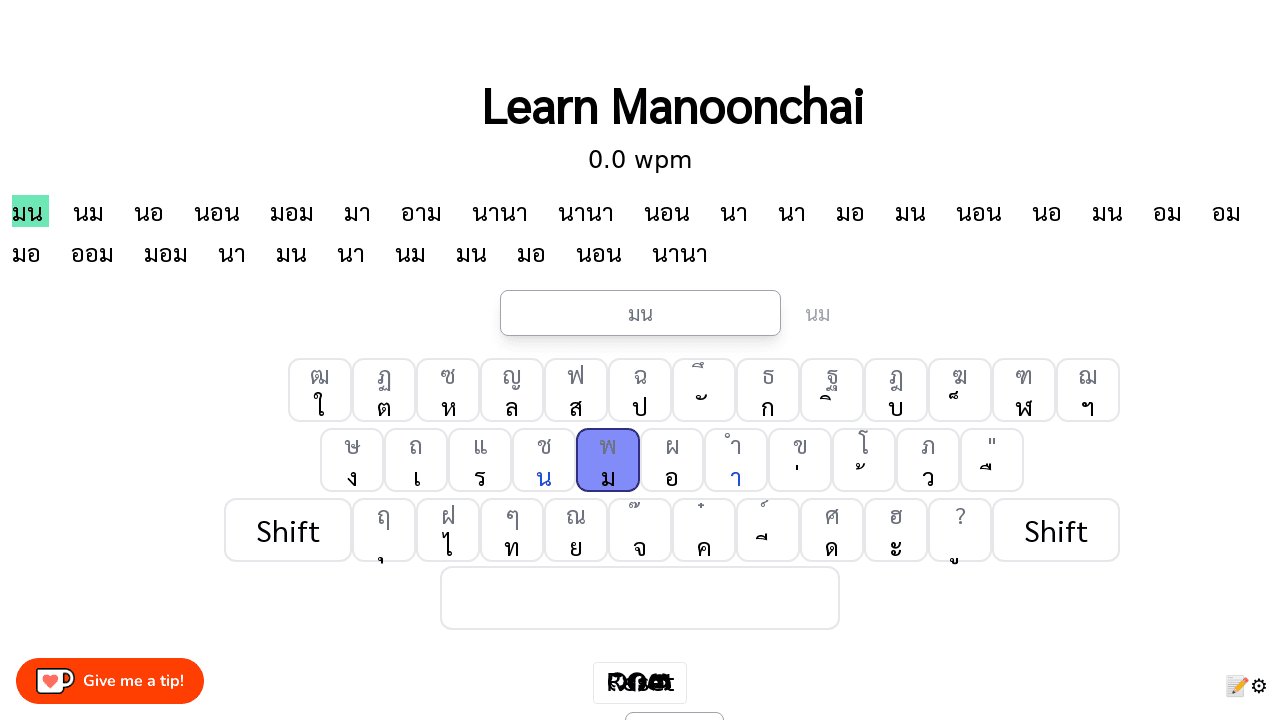 Learn Manoonchai
0.0 wpm
มน นม นอ นอน มอม มา อาม นานา นานา นอน นา นา มอ มน นอน นอ มน อม อม
มอ ออม มอม นา มน นา นม มน มอ นอน นานา
มน นม
ฒ ฏ ซ ญ ฟ ฉ ึ ธ ฐ ฎ ฆ ฑ ฌ
ใ ต ห ล ส ป ั ก ิ บ ็ ฬ ฯ
ษ ถ แ ช พ ผ ำ ข โ ภ "
ง เ ร น ม อ า ่ ้ ว ื
Shift ฤ ฝ ๆ ณ ๊ ๋ ์ ศ ฮ ? Shift
ุ ไ ท ย จ ค ี ด ะ ู
Give me a tip!
Reset